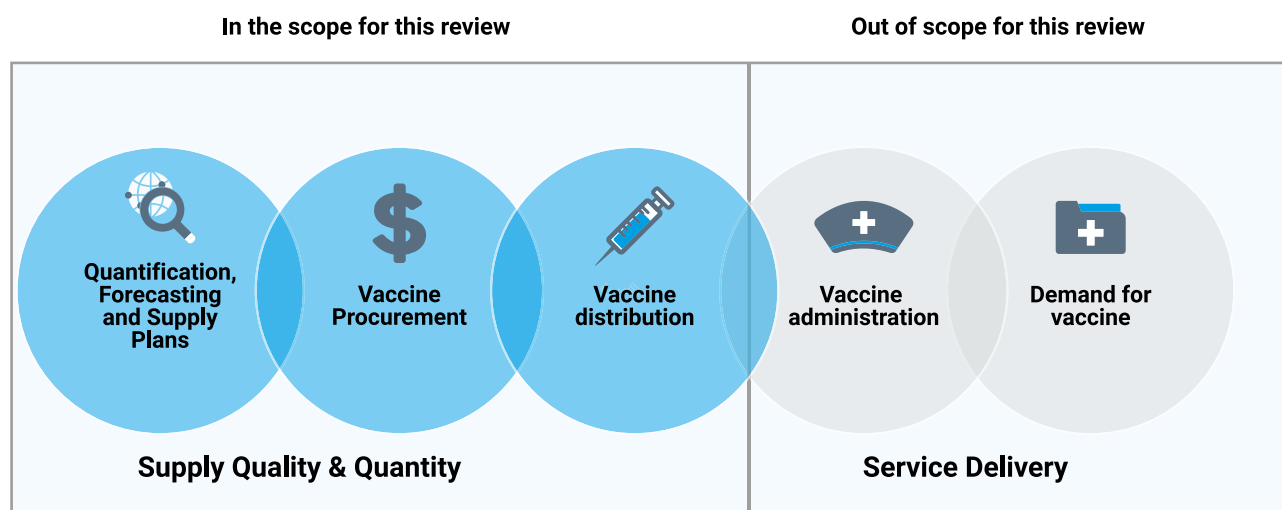 In the scope for this review
Out of scope for this review
Quantification,
Forecasting
and Supply
Plans
Vaccine
Procurement
Vaccine
distribution
Vaccine
administration
Demand for
vaccine
Supply Quality & Quantity
Service Delivery